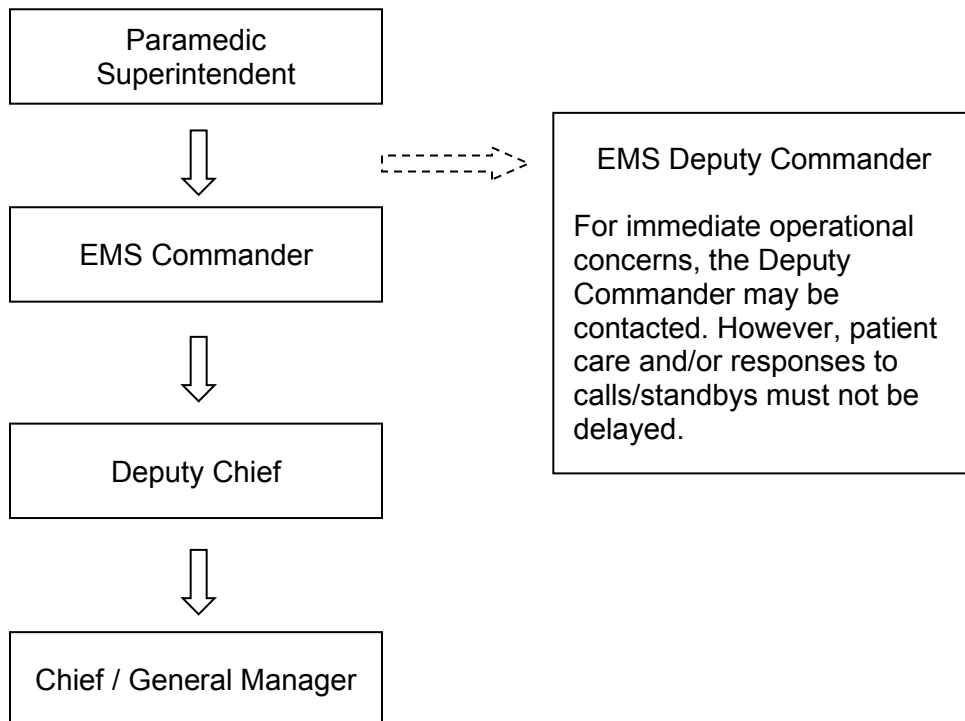 Paramedic
Superintendent
EMS Commander
Deputy Chief
Chief / General Manager
EMS Deputy Commander
For immediate operational
concerns, the Deputy
Commander may be
contacted. However, patient
care and/or responses to
calls/standbys must not be
delayed.